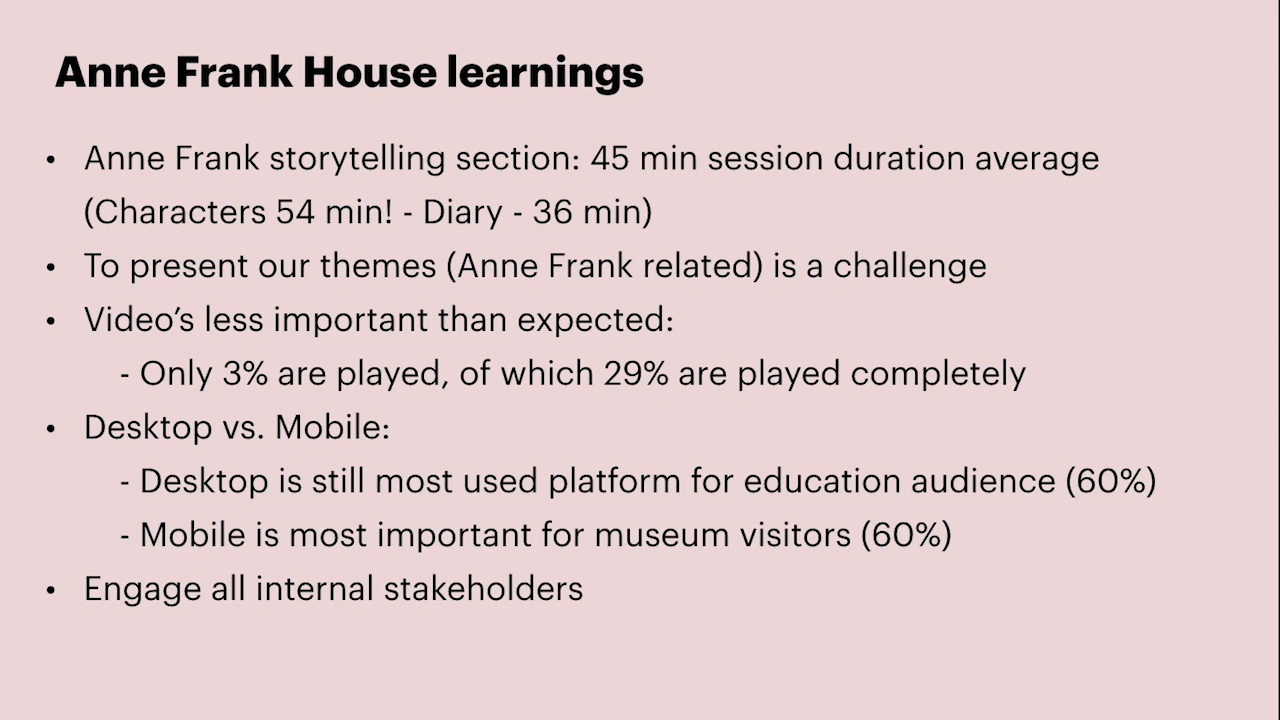 Anne Frank House learnings
• Anne Frank storytelling section: 45 min session duration average
(Characters 54 min! - Diary - 36 min)
• To present our themes (Anne Frank related) is a challenge
• Video’s less important than expected:
- Only 3% are played, of which 29% are played completely
• Desktop vs. Mobile:
- Desktop is still most used platform for education audience (60%)
- Mobile is most important for museum visitors (60%)
• Engage all internal stakeholders